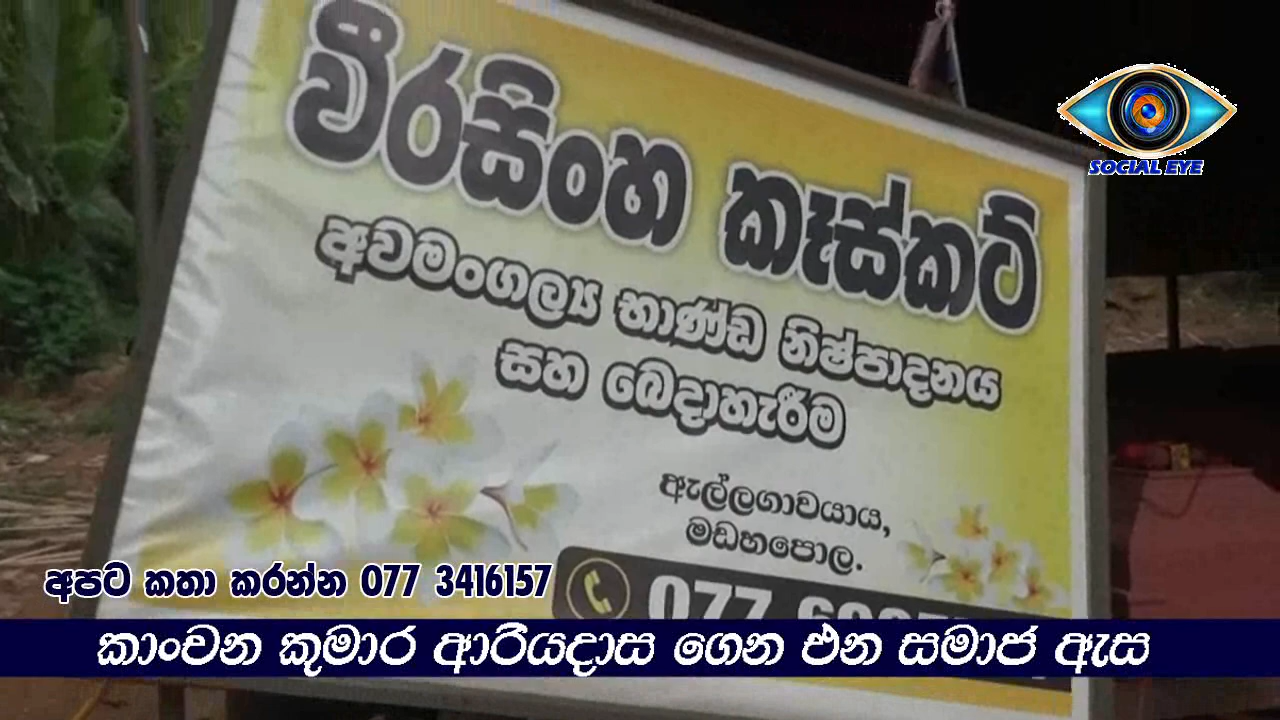 වීරසිංහ කෑස්කට්
SOCIAL EYE
අවමංගල්‍ය භාණ්ඩ නිෂ්පාදනය
සහ බෙදාහැරීම
ඇල්ලගාවයාය,
මඩහපොල.
077
අපට කතා කරන්න 077 3416157
කාංචන කුමාර ආරියදාස ගෙන එන සමාජ ඇස